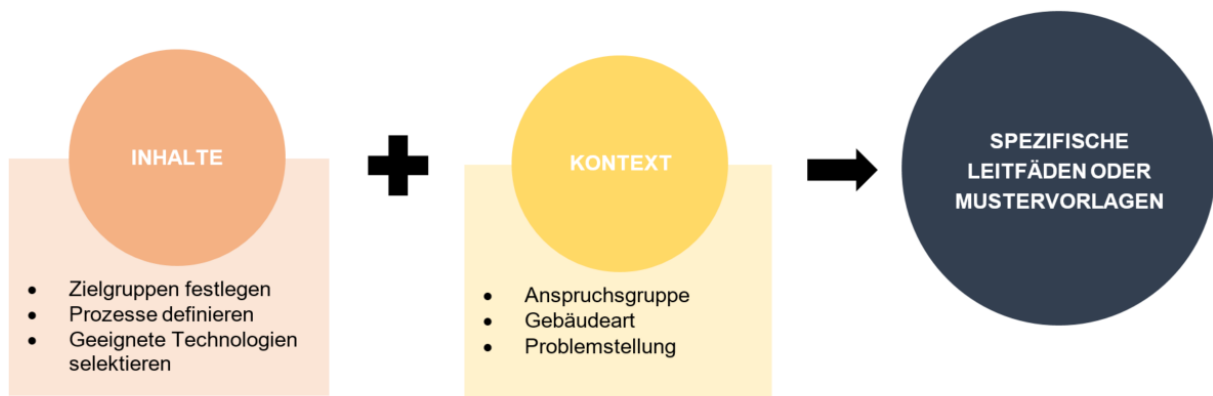 INHALTE
• Zielgruppen festlegen
• Prozesse definieren
• Geeignete Technologien
selektieren
KONTEXT
• Anspruchsgruppe
• Gebäudeart
• Problemstellung
SPEZIFISCHE
LEITFÄDEN ODER
MUSTERVORLAGEN